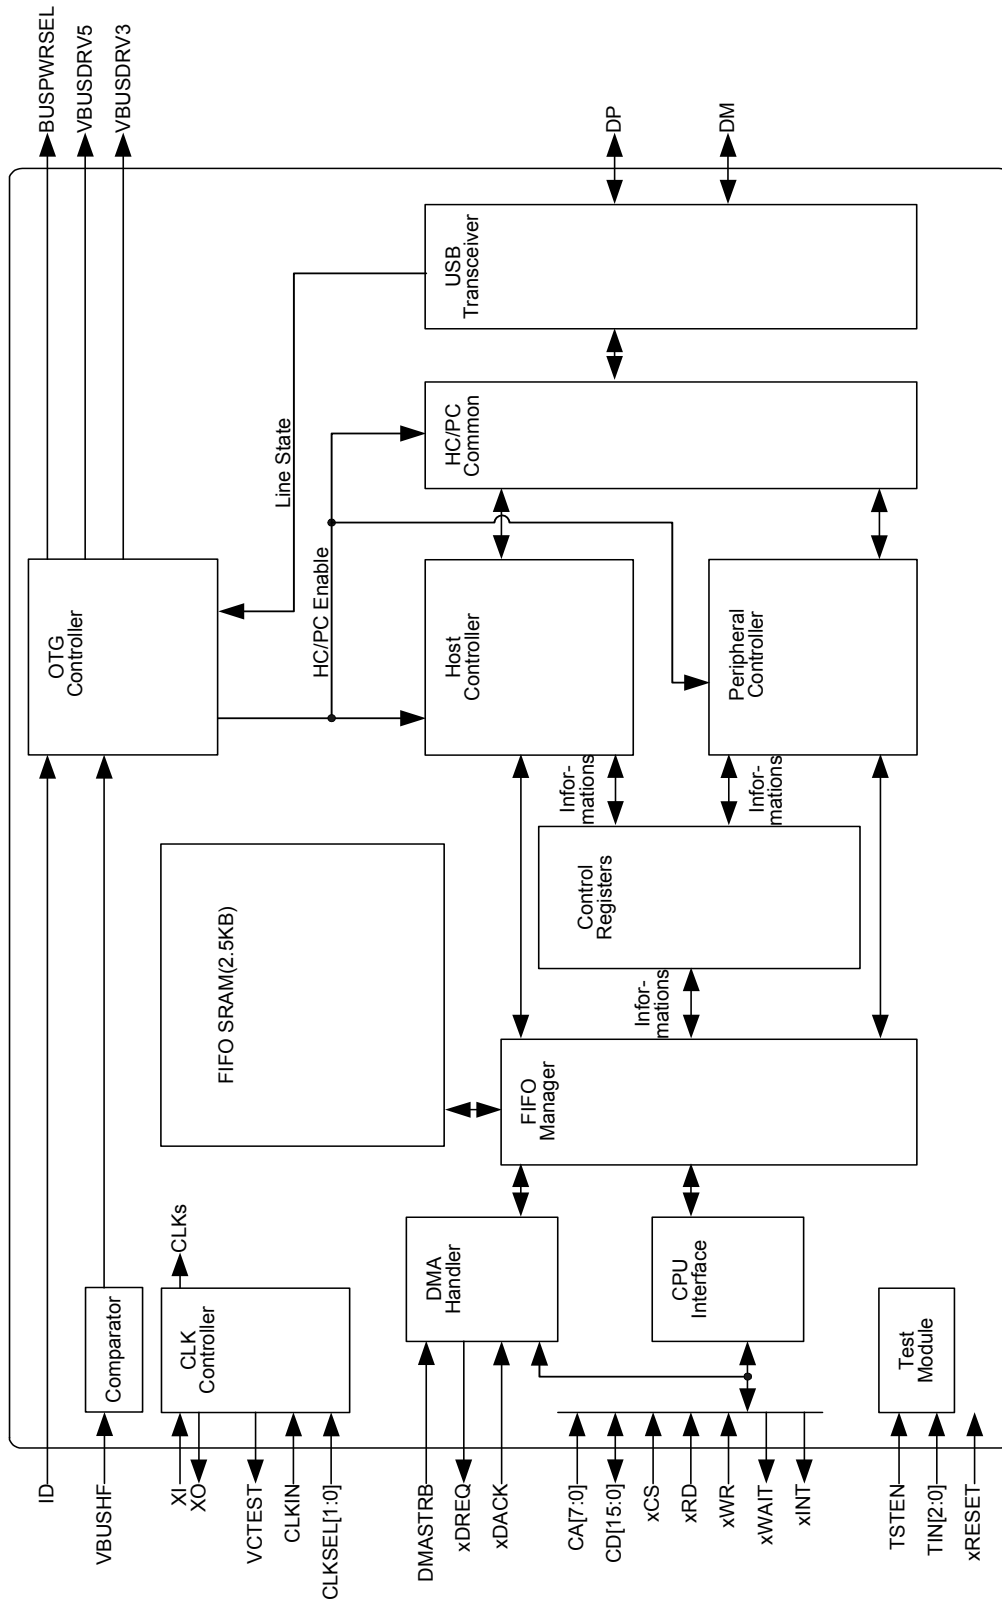 ID
VBUSHF
XI
XO
VCTEST
CLKIN
CLKSEL[1:0]
DMASTRB
xDREQ
xDACK
CA[7:0]
CD[15:0]
xCS
xRD
xWR
xWAIT
xINT
TSTEN
TIN[2:0]
xRESET
Comparator
CLK
Controller
CLKs
DMA
Handler
CPU
Interface
Test
Module
FIFO SRAM(2.5KB)
FIFO
Manager
Infor-
mations
Control
Registers
Infor-
mations
Infor-
mations
OTG
Controller
Host
Controller
Peripheral
Controller
HC/PC Enable
Line State
HC/PC
Common
USB
Transceiver
BUSPWRSEL
VBUSDRV5
VBUSDRV3
DP
DM